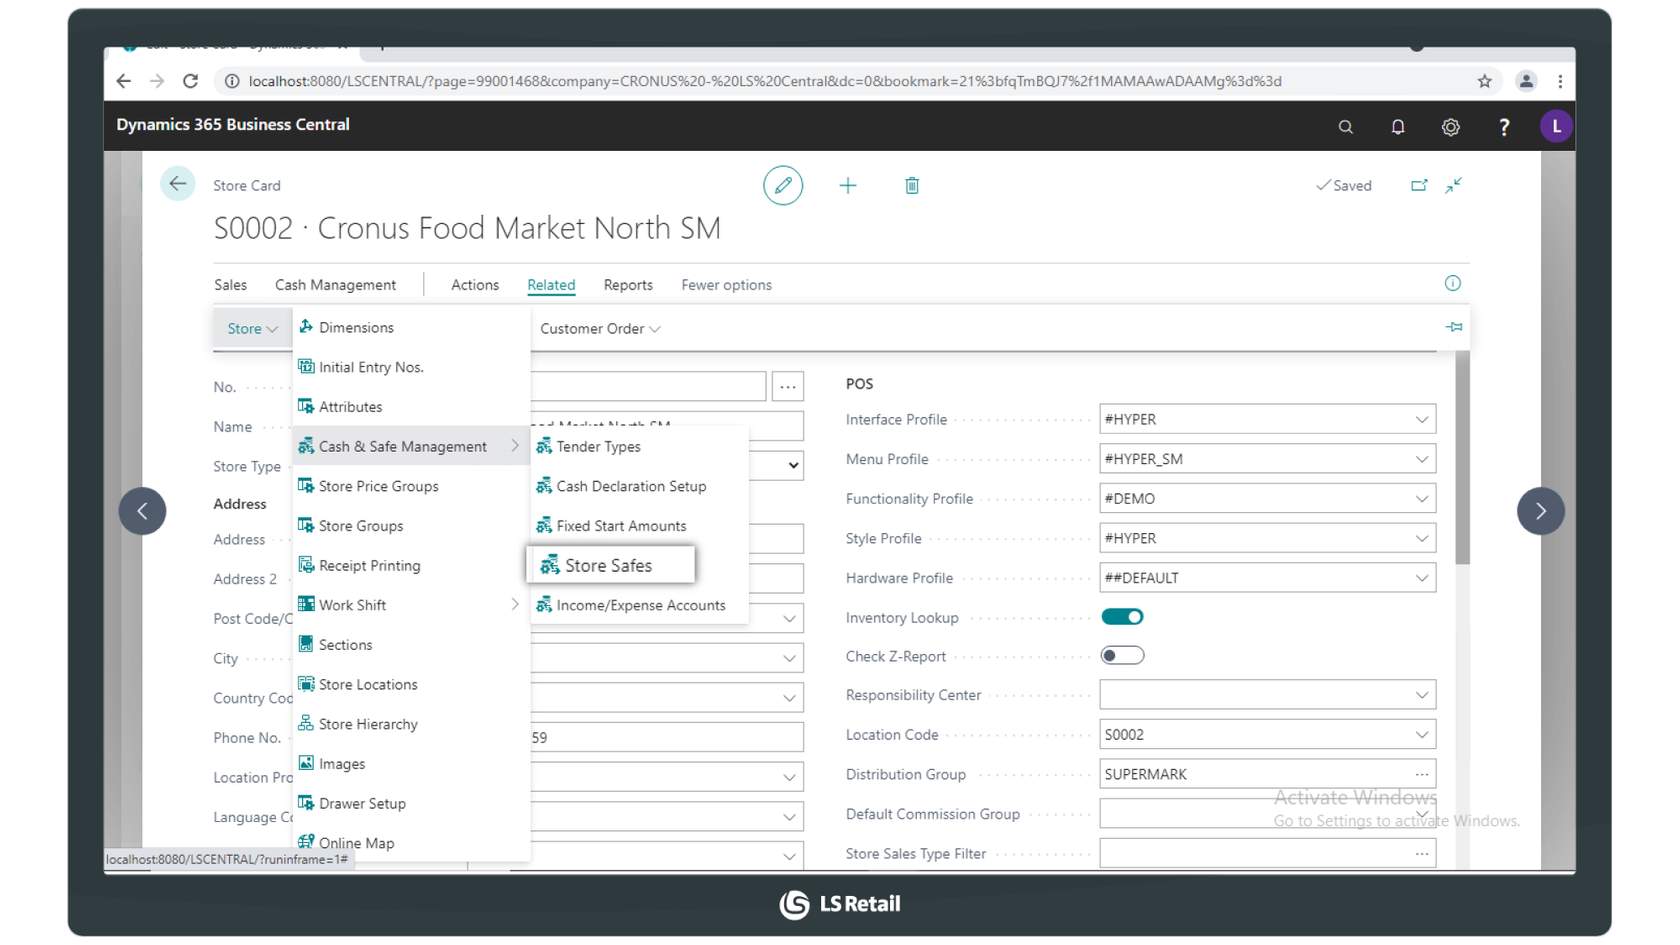 localhost:8080/LSCENTRAL/?page=99001468&company=CRONUS%20-%20LS%20Central&dc=0&bookmark=21%3bfqTmBQJ7%2f1MAMAAwADAAMg%3d%3d
Dynamics 365 Business Central
?
L
Store Card
Saved
S0002 · Cronus Food Market North SM
Sales
Cash Management
Actions
Related
Reports
Fewer options
Store
Dimensions
Customer Order
Initial Entry Nos.
Attributes
Cash & Safe Management
Store Price Groups
Store Groups
Receipt Printing
Work Shift
Sections
Store Locations
Store Hierarchy
Images
Drawer Setup
Online Map
Tender Types
Cash Declaration Setup
Fixed Start Amounts
Store Safes
Income/Expense Accounts
No.
Name
Store Type
Address
Address
Address 2
Post Code/C
City
Country Cod
Phone No.
59
Location Pro
Language Co
POS
Interface Profile
#HYPER
Menu Profile
#HYPER_SM
Functionality Profile
#DEMO
Style Profile
#HYPER
Hardware Profile
##DEFAULT
Inventory Lookup
Check Z-Report
Responsibility Center
Location Code
S0002
Distribution Group
SUPERMARK
Default Commission Group
Store Sales Type Filter
Activate Windows
Go to Settings to activate Windows.
localhost:8080/LSCENTRAL/?runinframe=1#
LS Retail